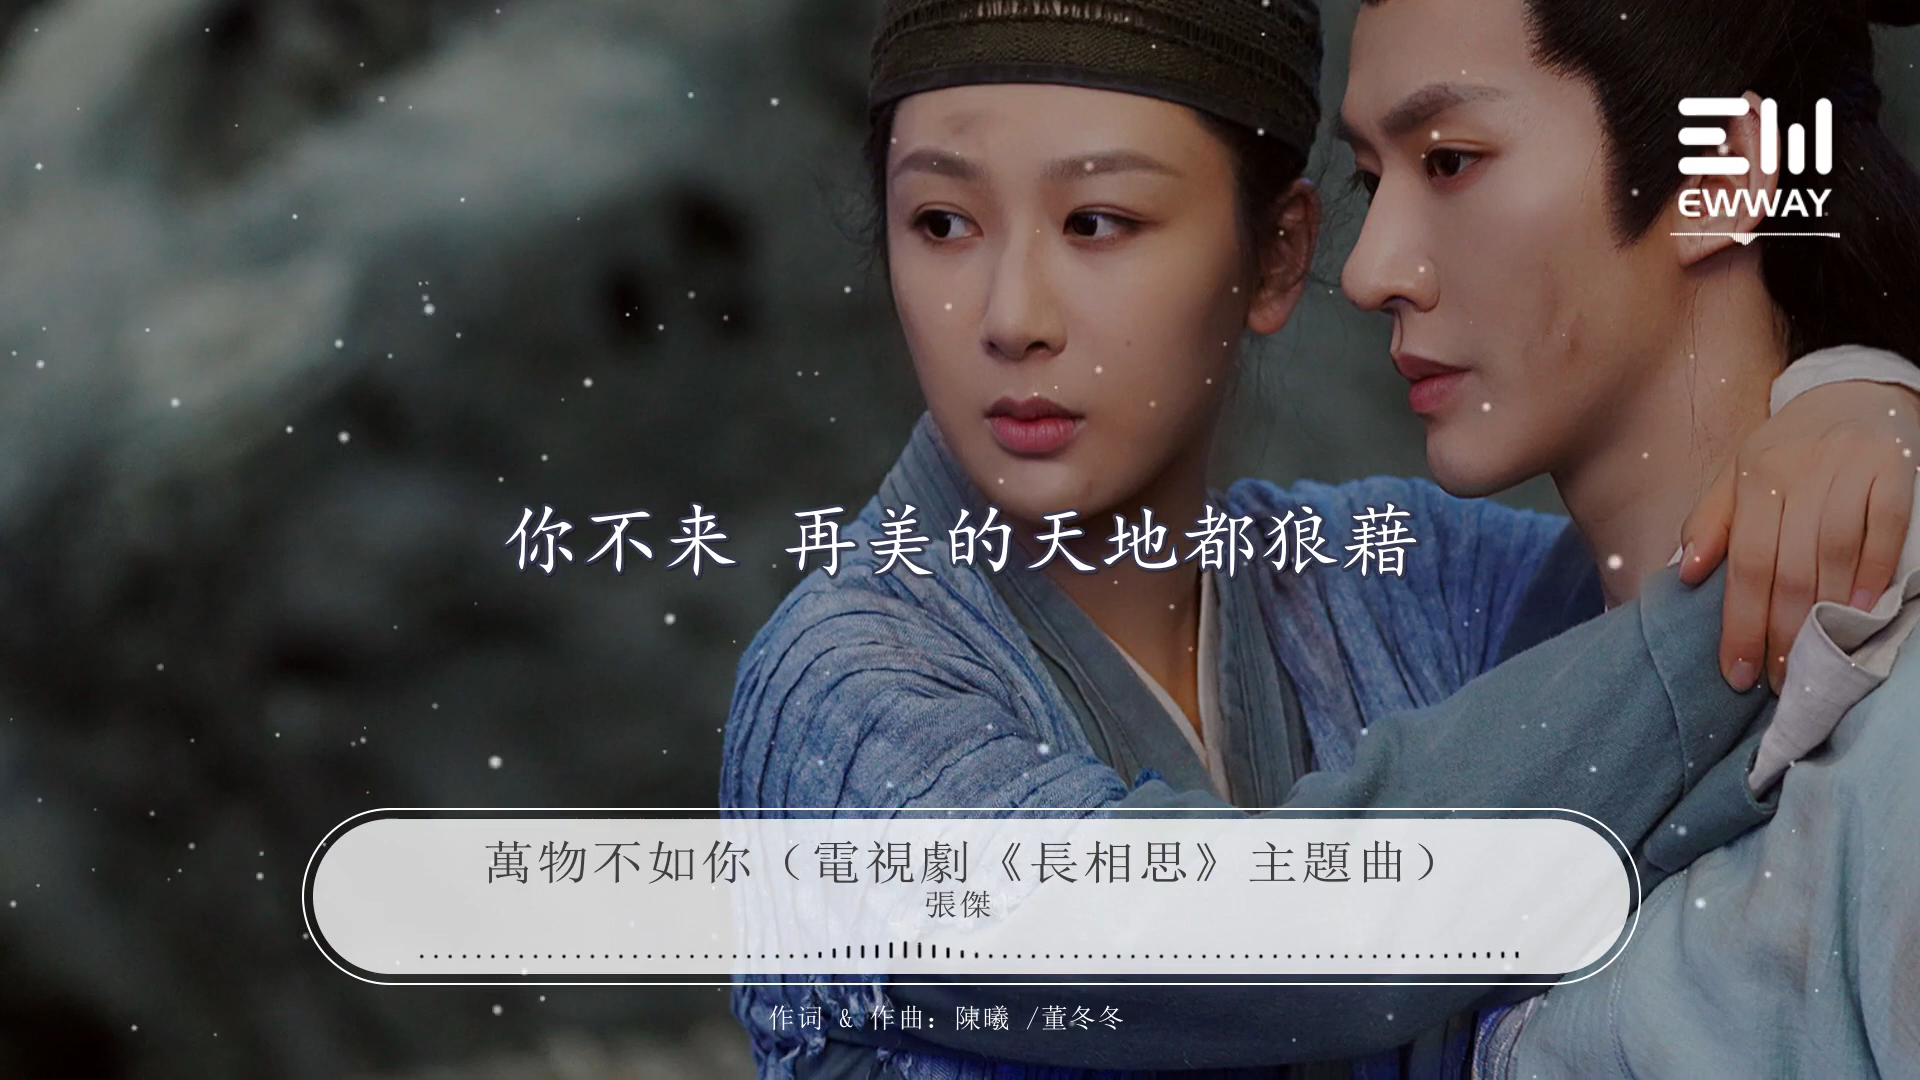 EWWAY
你不来 再美的天地都狼藉
萬物不如你（電視劇《長相思》主題曲）
張傑
作词 & 作曲：陳曦 /董冬冬